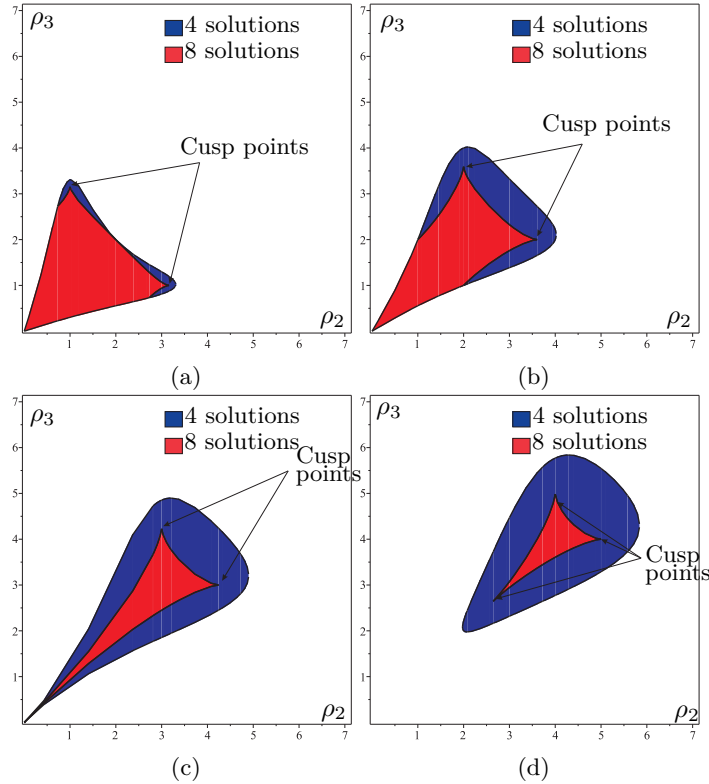 ρ3
4 solutions
8 solutions
Cusp points
7
6
5
4
3
2
1
1 2 3 4 5 6 7
ρ2
(a)
ρ3
4 solutions
8 solutions
Cusp points
7
6
5
4
3
2
1
1 2 3 4 5 6 7
ρ2
(b)
ρ3
4 solutions
8 solutions
Cusp
points
7
6
5
4
3
2
1
1 2 3 4 5 6 7
ρ2
(c)
ρ3
4 solutions
8 solutions
Cusp
points
7
6
5
4
3
2
1
1 2 3 4 5 6 7
ρ2
(d)